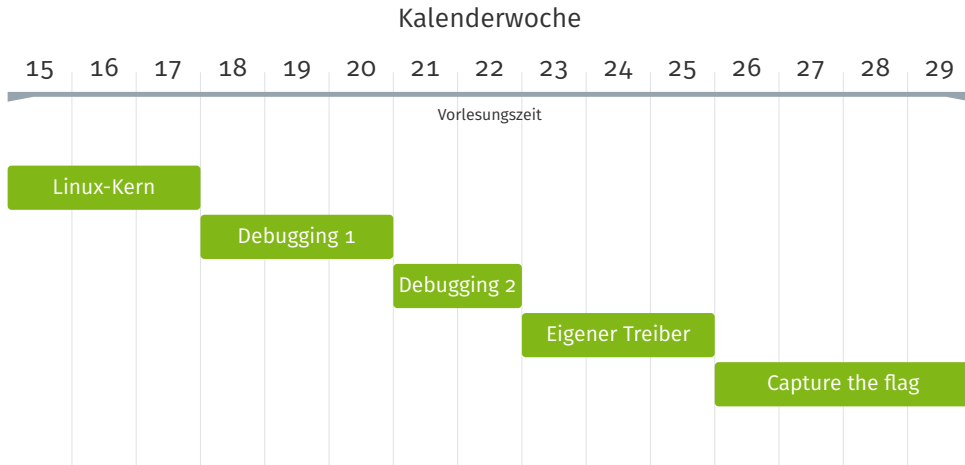 Kalenderwoche
15 16 17 18 19 20 21 22 23 24 25 26 27 28 29
Vorlesungszeit
Linux-Kern
Debugging 1
Debugging 2
Eigener Treiber
Capture the flag